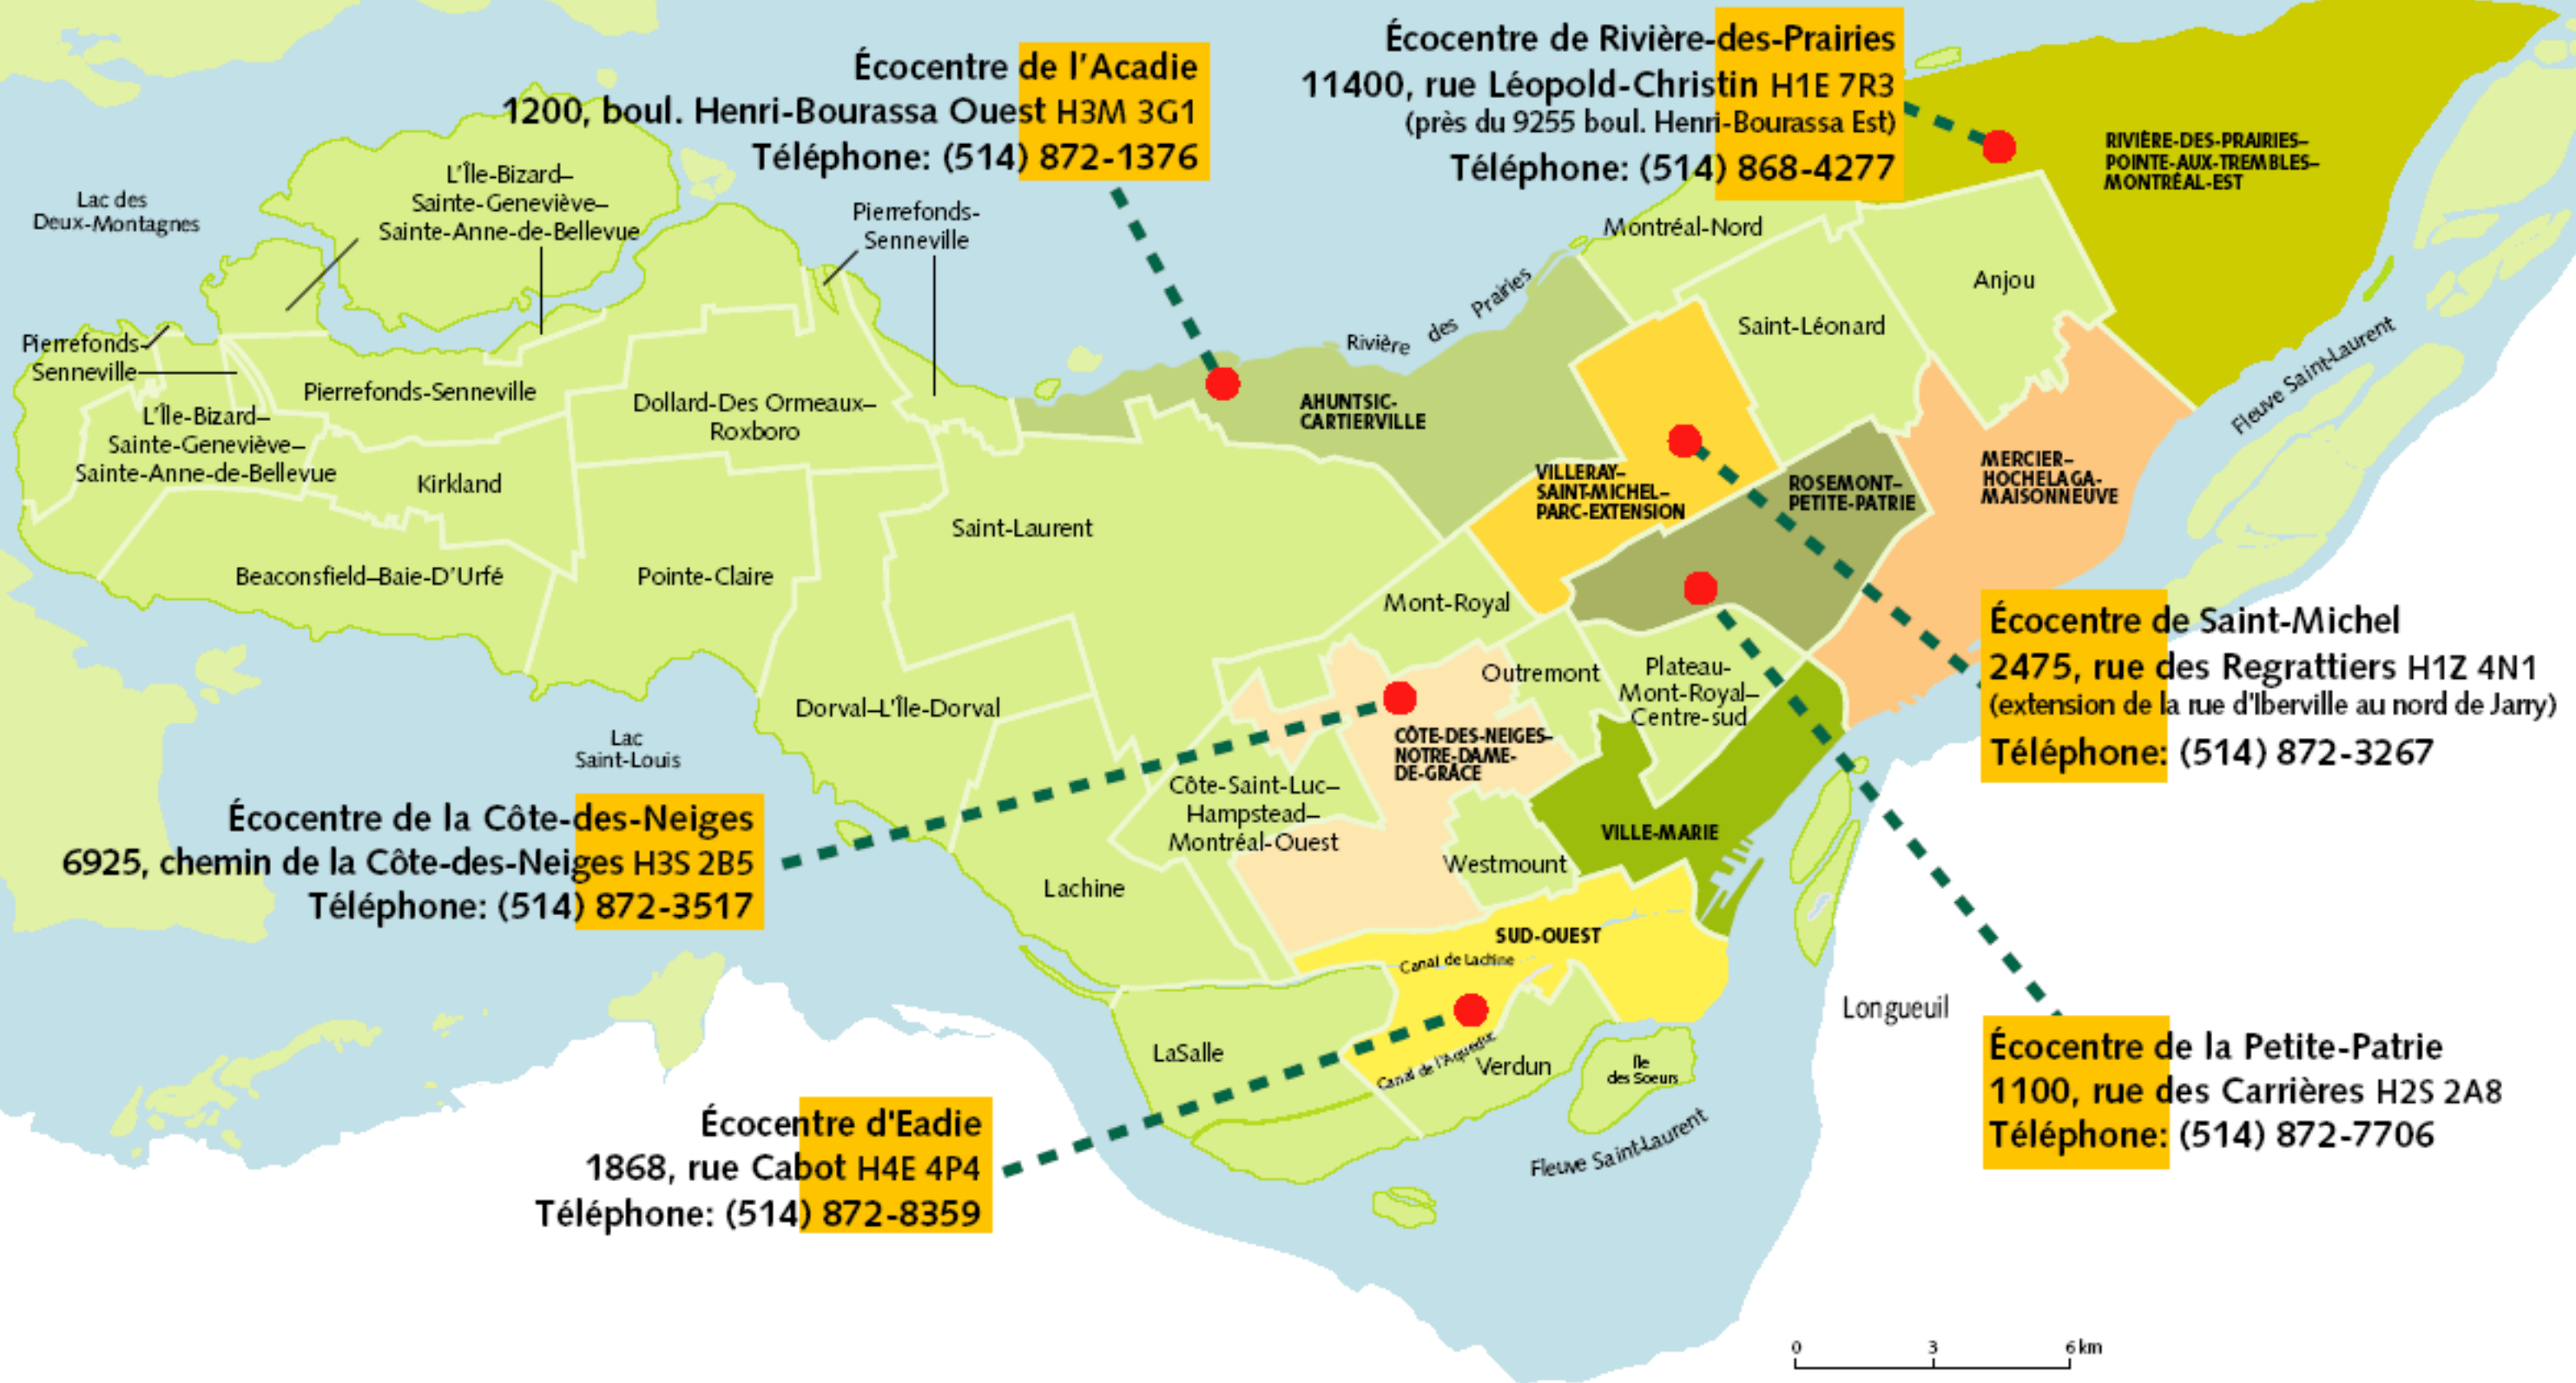 Écocentre de l'Acadie
1200, boul. Henri-Bourassa Ouest H3M 3G1
Téléphone: (514) 872-1376
Écocentre de Rivière-des-Prairies
11400, rue Léopold-Christin H1E 7R3
(près du 9255 boul. Henri-Bourassa Est)
Téléphone: (514) 868-4277
RIVIÈRE-DES-PRAIRIES–
POINTE-AUX-TREMBLES–
MONTRÉAL-EST
Lac des
Deux-Montagnes
L'Île-Bizard–
Sainte-Geneviève–
Sainte-Anne-de-Bellevue
Pierrefonds-
Senneville
Montréal-Nord
Anjou
Saint-Léonard
Rivière des Prairies
Fleuve Saint-Laurent
Pierrefonds-
Senneville
Pierrefonds-Senneville
L'Île-Bizard–
Sainte-Geneviève–
Sainte-Anne-de-Bellevue
Dollard-Des Ormeaux–
Roxboro
AHUNTSIC-
CARTIERVILLE
Kirkland
VILLERAY–
SAINT-MICHEL–
PARC-EXTENSION
ROSEMONT–
PETITE-PATRIE
MERCIER–
HOCHELAGA-
MAISONNEUVE
Saint-Laurent
Beaconsfield–Baie-D'Urfé
Pointe-Claire
Mont-Royal
Outremont
Plateau-
Mont-Royal–
Centre-sud
Écocentre de Saint-Michel
2475, rue des Regrattiers H1Z 4N1
(extension de la rue d'Iberville au nord de Jarry)
Téléphone: (514) 872-3267
Dorval–L'Île-Dorval
Lac
Saint-Louis
CÔTE-DES-NEIGES–
NOTRE-DAME-
DE-GRÂCE
Côte-Saint-Luc–
Hampstead–
Montréal-Ouest
VILLE-MARIE
Westmount
Écocentre de la Côte-des-Neiges
6925, chemin de la Côte-des-Neiges H3S 2B5
Téléphone: (514) 872-3517
Lachine
SUD-OUEST
Canal de Lachine
Longueuil
LaSalle
Canal de l'Aqueduc
Verdun
Île
des Soeurs
Écocentre de la Petite-Patrie
1100, rue des Carrières H2S 2A8
Téléphone: (514) 872-7706
Écocentre d'Eadie
1868, rue Cabot H4E 4P4
Téléphone: (514) 872-8359
Fleuve Saint-Laurent
0 3 6 km